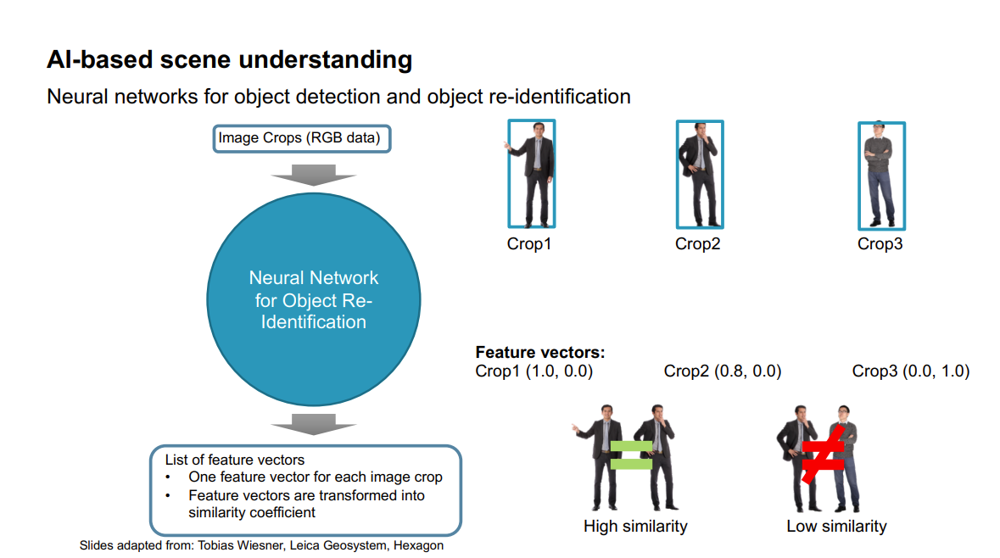 AI-based scene understanding
Neural networks for object detection and object re-identification
Image Crops (RGB data)
Neural Network
for Object Re-
Identification
List of feature vectors
• One feature vector for each image crop
• Feature vectors are transformed into
similarity coefficient
Slides adapted from: Tobias Wiesner, Leica Geosystem, Hexagon
Crop1
Crop2
Crop3
Feature vectors:
Crop1 (1.0, 0.0)
Crop2 (0.8, 0.0)
Crop3 (0.0, 1.0)
High similarity
Low similarity